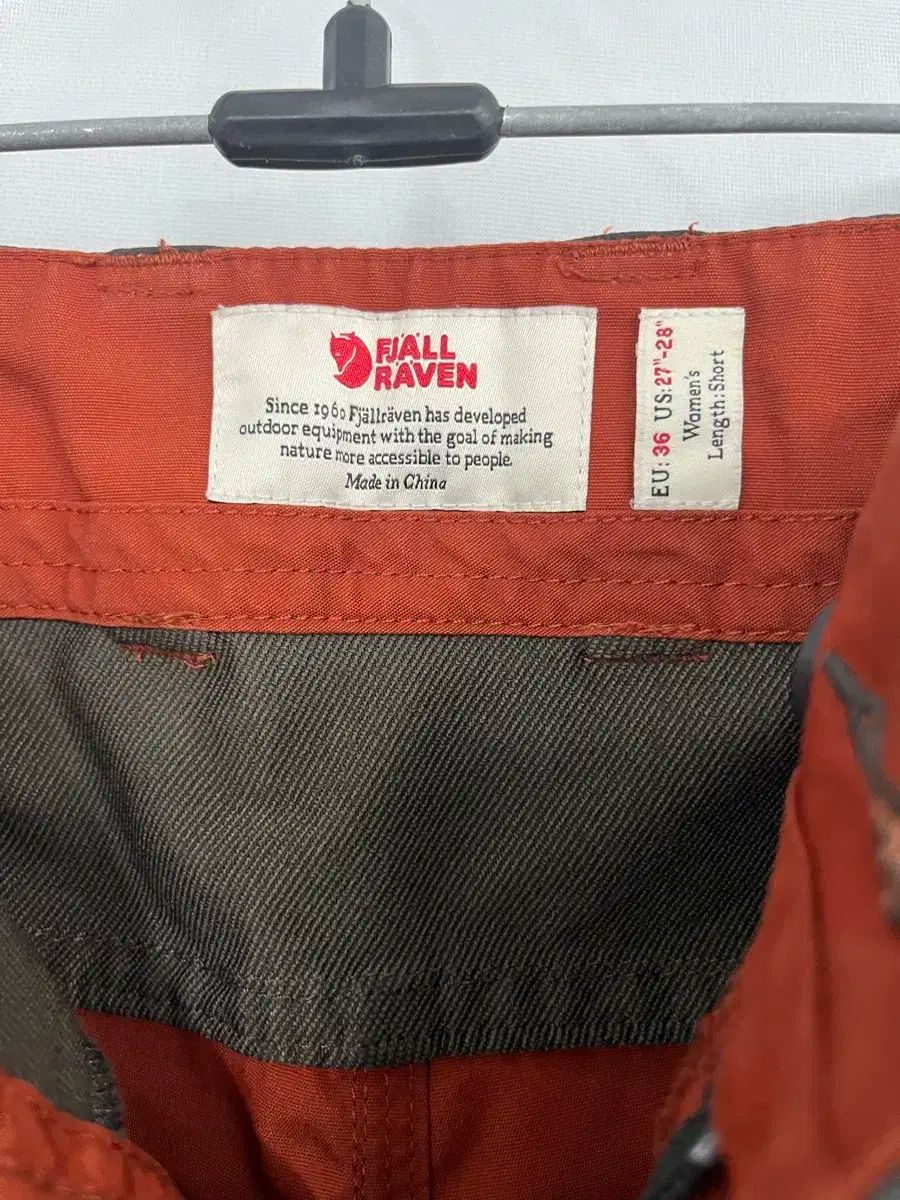 FJÄLL
RÄVEN
Since 1960 Fjällräven has developed
outdoor equipment with the goal of making
nature more accessible to people.
Made in China
EU: 36 US: 27"-28"
Women's
Length: Short